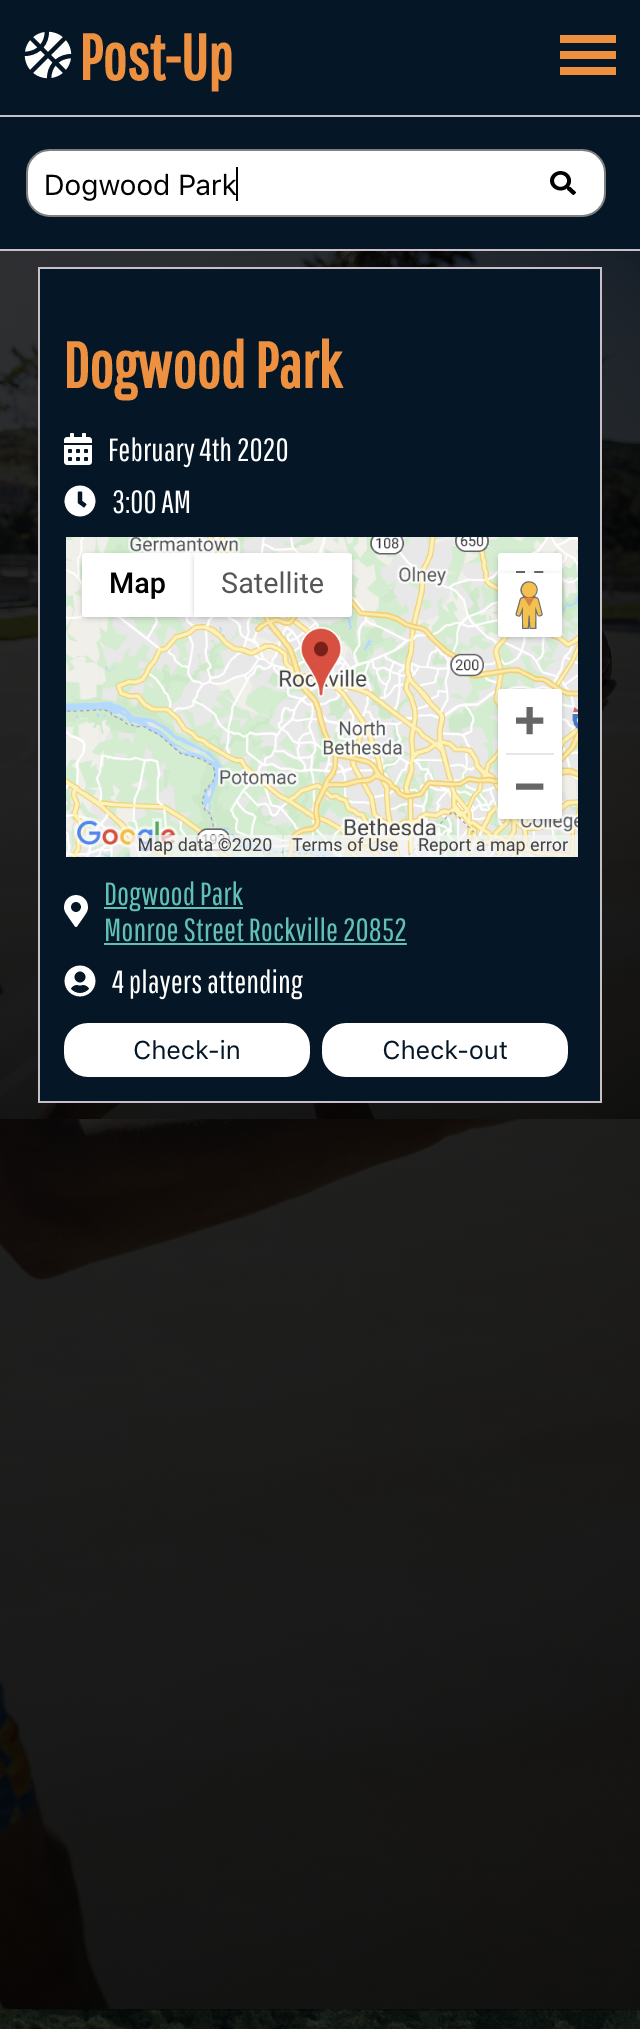 Post-Up
Dogwood Park
Dogwood Park
February 4th 2020
3:00 AM
Germantown
108
650
Map
Satellite
Olney
200
Rockville
North
Bethesda
Potomac
Bethesda
College
Google
Map data ©2020
Terms of Use
Report a map error
Dogwood Park
Monroe Street Rockville 20852
4 players attending
Check-in
Check-out